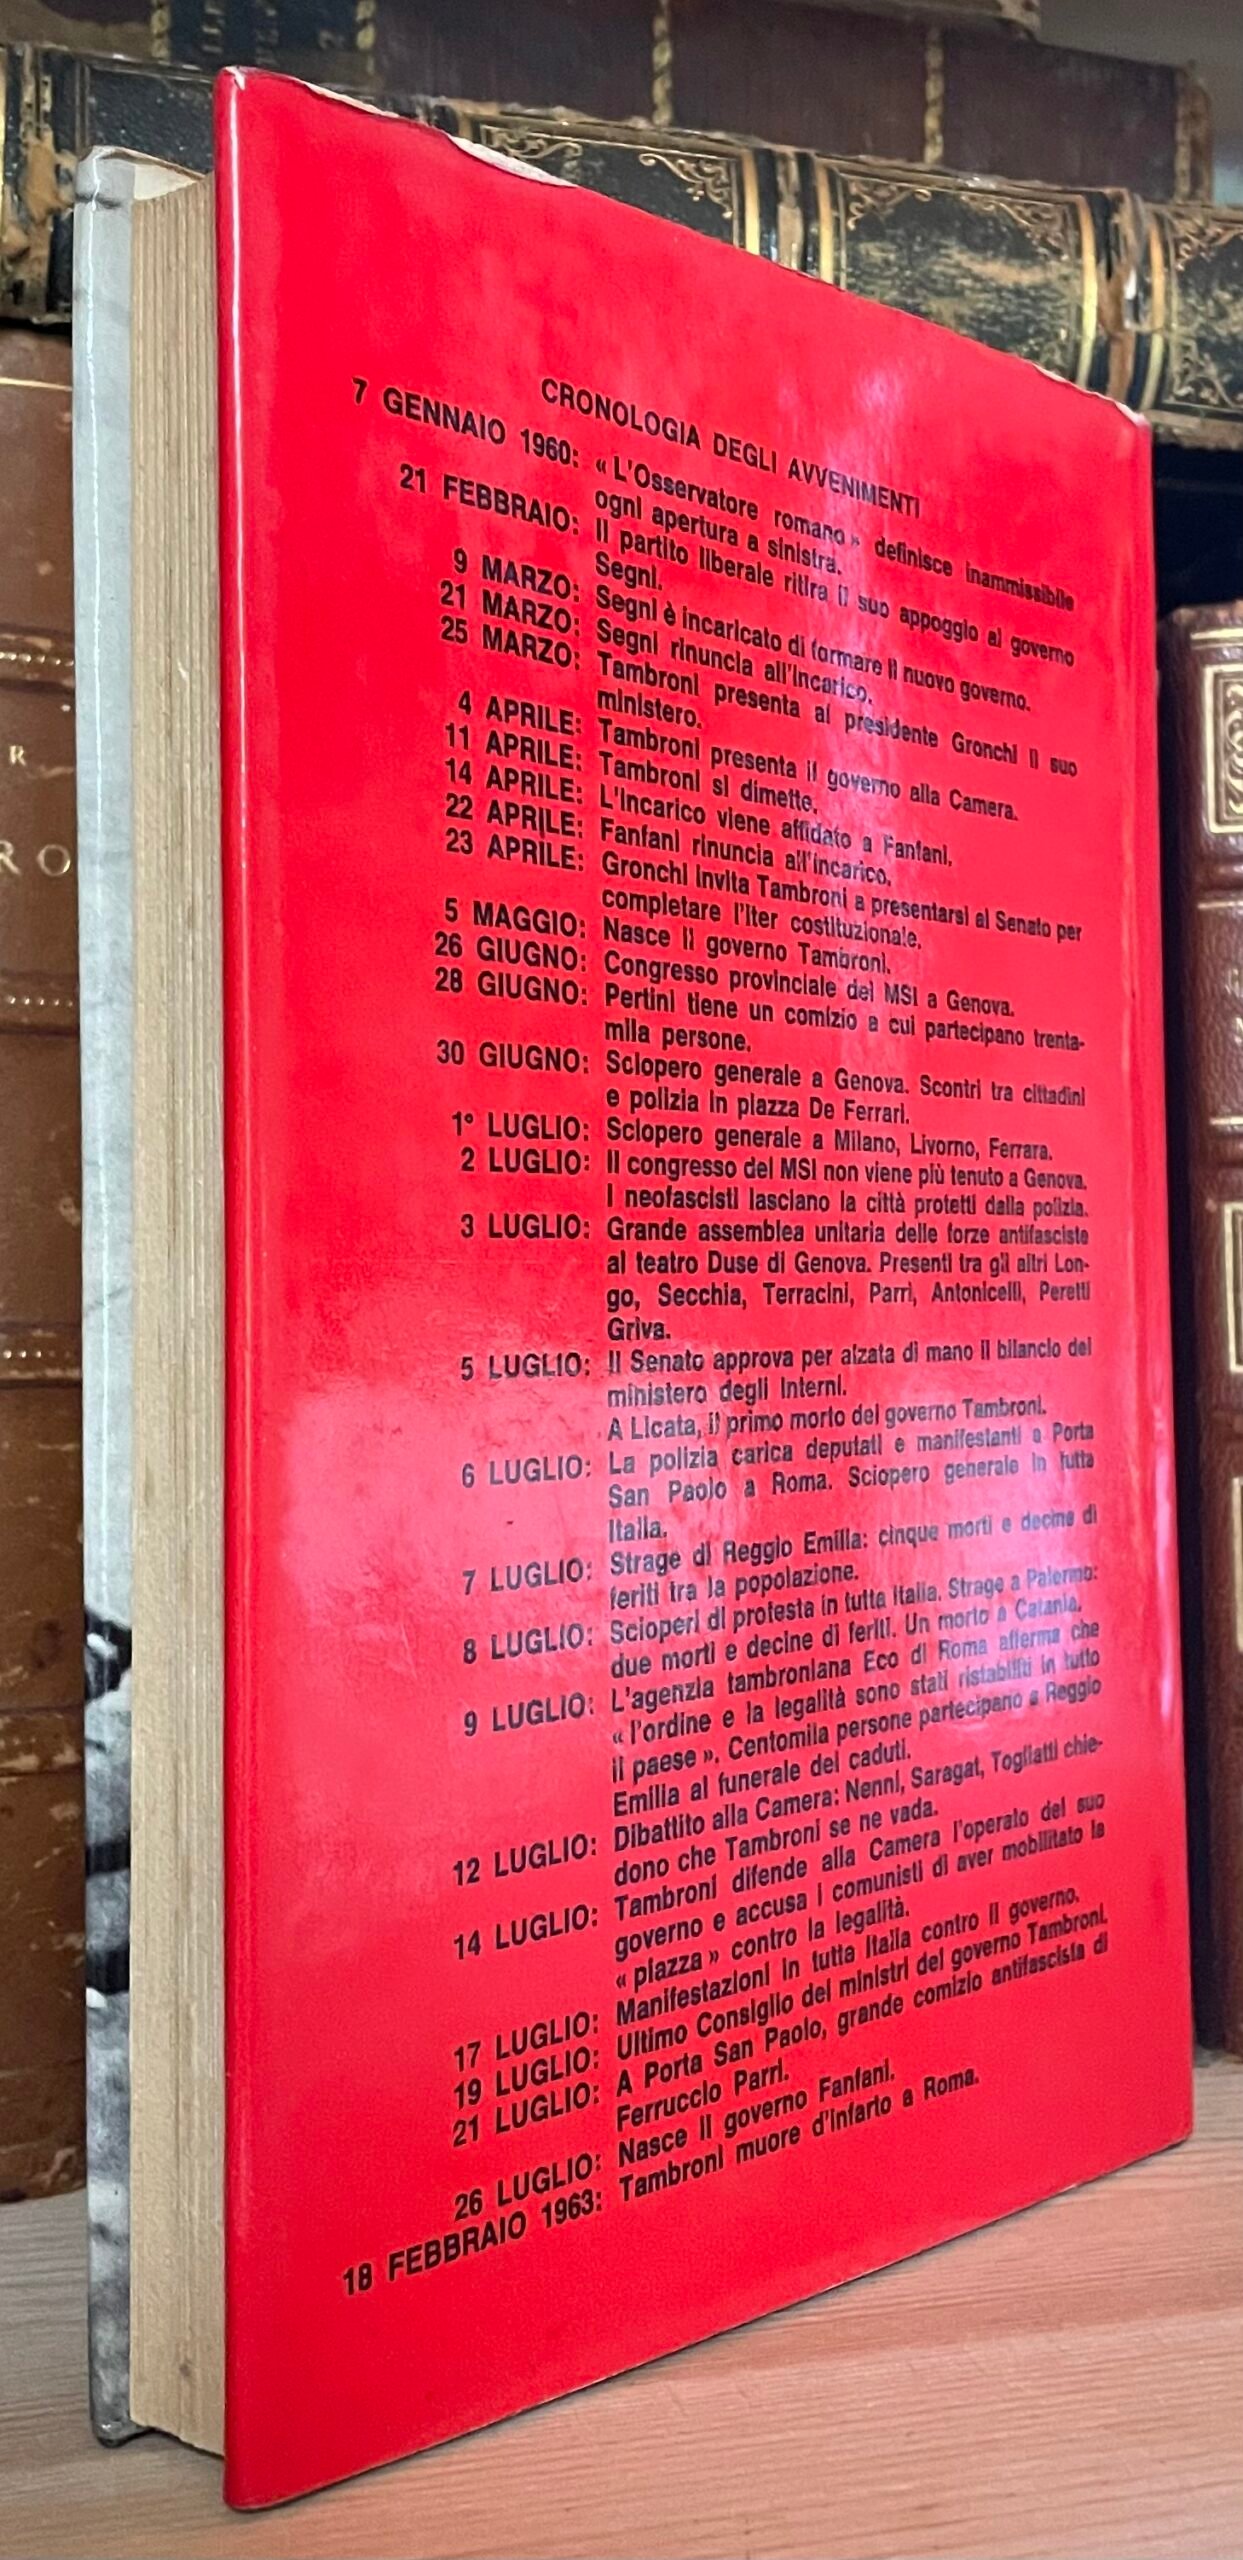 CRONOLOGIA DEGLI AVVENIMENTI
7 GENNAIO 1960: « L'Osservatore romano » definisce inammissibile
ogni apertura a sinistra.
21 FEBBRAIO: Il partito liberale ritira il suo appoggio al governo
Segni.
9 MARZO: Segni è incaricato di formare il nuovo governo.
21 MARZO: Segni rinuncia all'incarico.
25 MARZO: Tambroni presenta al presidente Gronchi il suo
ministero.
4 APRILE: Tambroni presenta il governo alla Camera.
11 APRILE: Tambroni si dimette.
14 APRILE: L'incarico viene affidato a Fanfani.
22 APRILE: Fanfani rinuncia all'incarico.
23 APRILE: Gronchi invita Tambroni a presentarsi al Senato per
completare l'iter costituzionale.
5 MAGGIO: Nasce il governo Tambroni.
26 GIUGNO: Congresso provinciale del MSI a Genova.
28 GIUGNO: Pertini tiene un comizio a cui partecipano trenta-
mila persone.
30 GIUGNO: Sciopero generale a Genova. Scontri tra cittadini
e polizia in piazza De Ferrari.
1° LUGLIO: Sciopero generale a Milano, Livorno, Ferrara.
2 LUGLIO: Il congresso del MSI non viene più tenuto a Genova.
I neofascisti lasciano la città protetti dalla polizia.
3 LUGLIO: Grande assemblea unitaria delle forze antifasciste
al teatro Duse di Genova. Presenti tra gli altri Lon-
go, Secchia, Terracini, Parri, Antonicelli, Peretti
Griva.
5 LUGLIO: Il Senato approva per alzata di mano il bilancio del
ministero degli Interni.
A Licata, il primo morto del governo Tambroni.
6 LUGLIO: La polizia carica deputati e manifestanti a Porta
San Paolo a Roma. Sciopero generale in tutta
Italia.
7 LUGLIO: Strage di Reggio Emilia: cinque morti e decine di
feriti tra la popolazione.
8 LUGLIO: Scioperi di protesta in tutta Italia. Strage a Palermo:
due morti e decine di feriti. Un morto a Catania.
9 LUGLIO: L'agenzia tambroniana Eco di Roma afferma che
« l'ordine e la legalità sono stati ristabiliti in tutto
il paese ». Centomila persone partecipano a Reggio
Emilia al funerale dei caduti.
12 LUGLIO: Dibattito alla Camera: Nenni, Saragat, Togliatti chie-
dono che Tambroni se ne vada.
14 LUGLIO: Tambroni difende alla Camera l'operato del suo
governo e accusa i comunisti di aver mobilitato la
« piazza » contro la legalità.
17 LUGLIO: Manifestazioni in tutta Italia contro il governo.
19 LUGLIO: Ultimo Consiglio dei ministri del governo Tambroni.
21 LUGLIO: A Porta San Paolo, grande comizio antifascista di
Ferruccio Parri.
26 LUGLIO: Nasce il governo Fanfani.
18 FEBBRAIO 1963: Tambroni muore d'infarto a Roma.